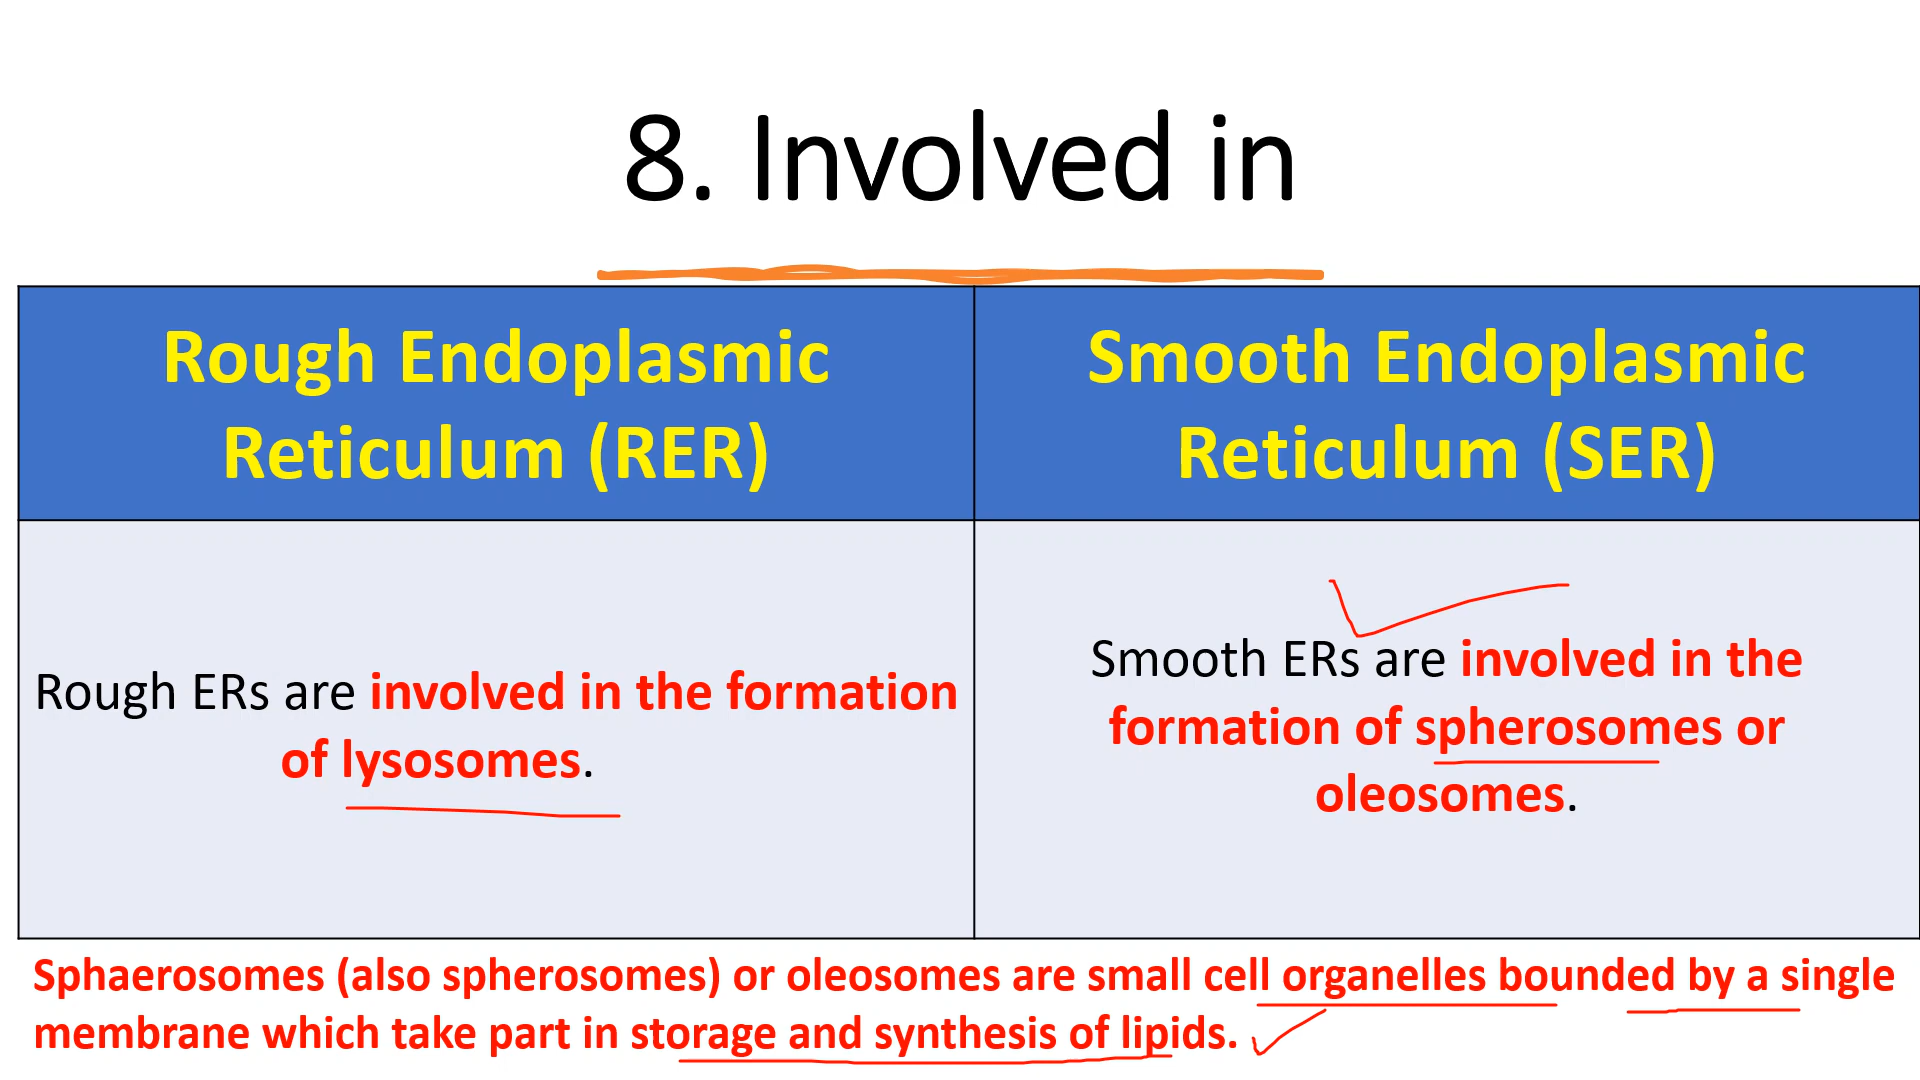 8. Involved in
Rough Endoplasmic
Reticulum (RER)
Smooth Endoplasmic
Reticulum (SER)
Rough ERs are involved in the formation
of lysosomes.
Smooth ERs are involved in the
formation of spherosomes or
oleosomes.
Sphaerosomes (also spherosomes) or oleosomes are small cell organelles bounded by a single
membrane which take part in storage and synthesis of lipids.